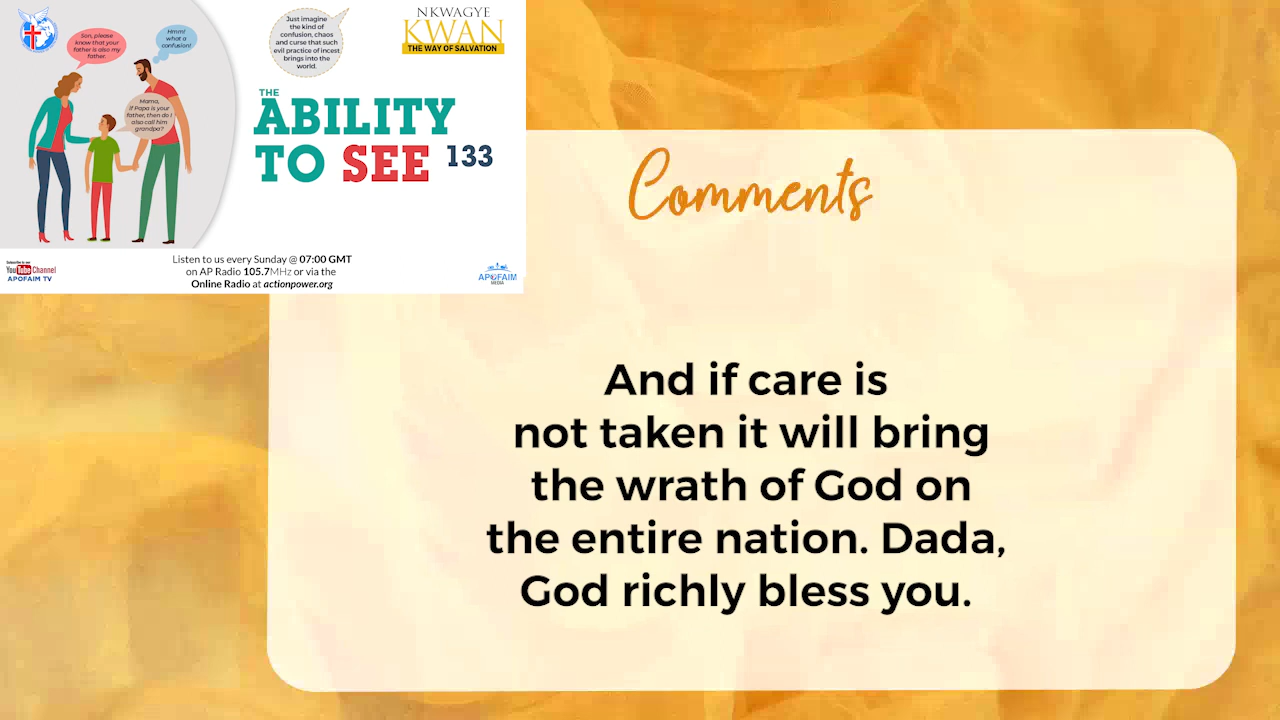 Son, please
know that your
father is also my
father.
Hmm!
what a
confusion!
Mama,
if Papa is your
father, then do I
also call him
grandpa?
Just imagine
the kind of
confusion, chaos
and curse that such
evil practice of incest
brings into the
world.
NKWAGYE
KWAN
THE WAY OF SALVATION
THE
ABILITY
TO SEE 133
Subscribe to our
YouTube Channel
APOFAIM TV
Listen to us every Sunday @ 07:00 GMT
on AP Radio 105.7MHz or via the
Online Radio at actionpower.org
APOFAIM
MEDIA
Comments
And if care is
not taken it will bring
the wrath of God on
the entire nation. Dada,
God richly bless you.